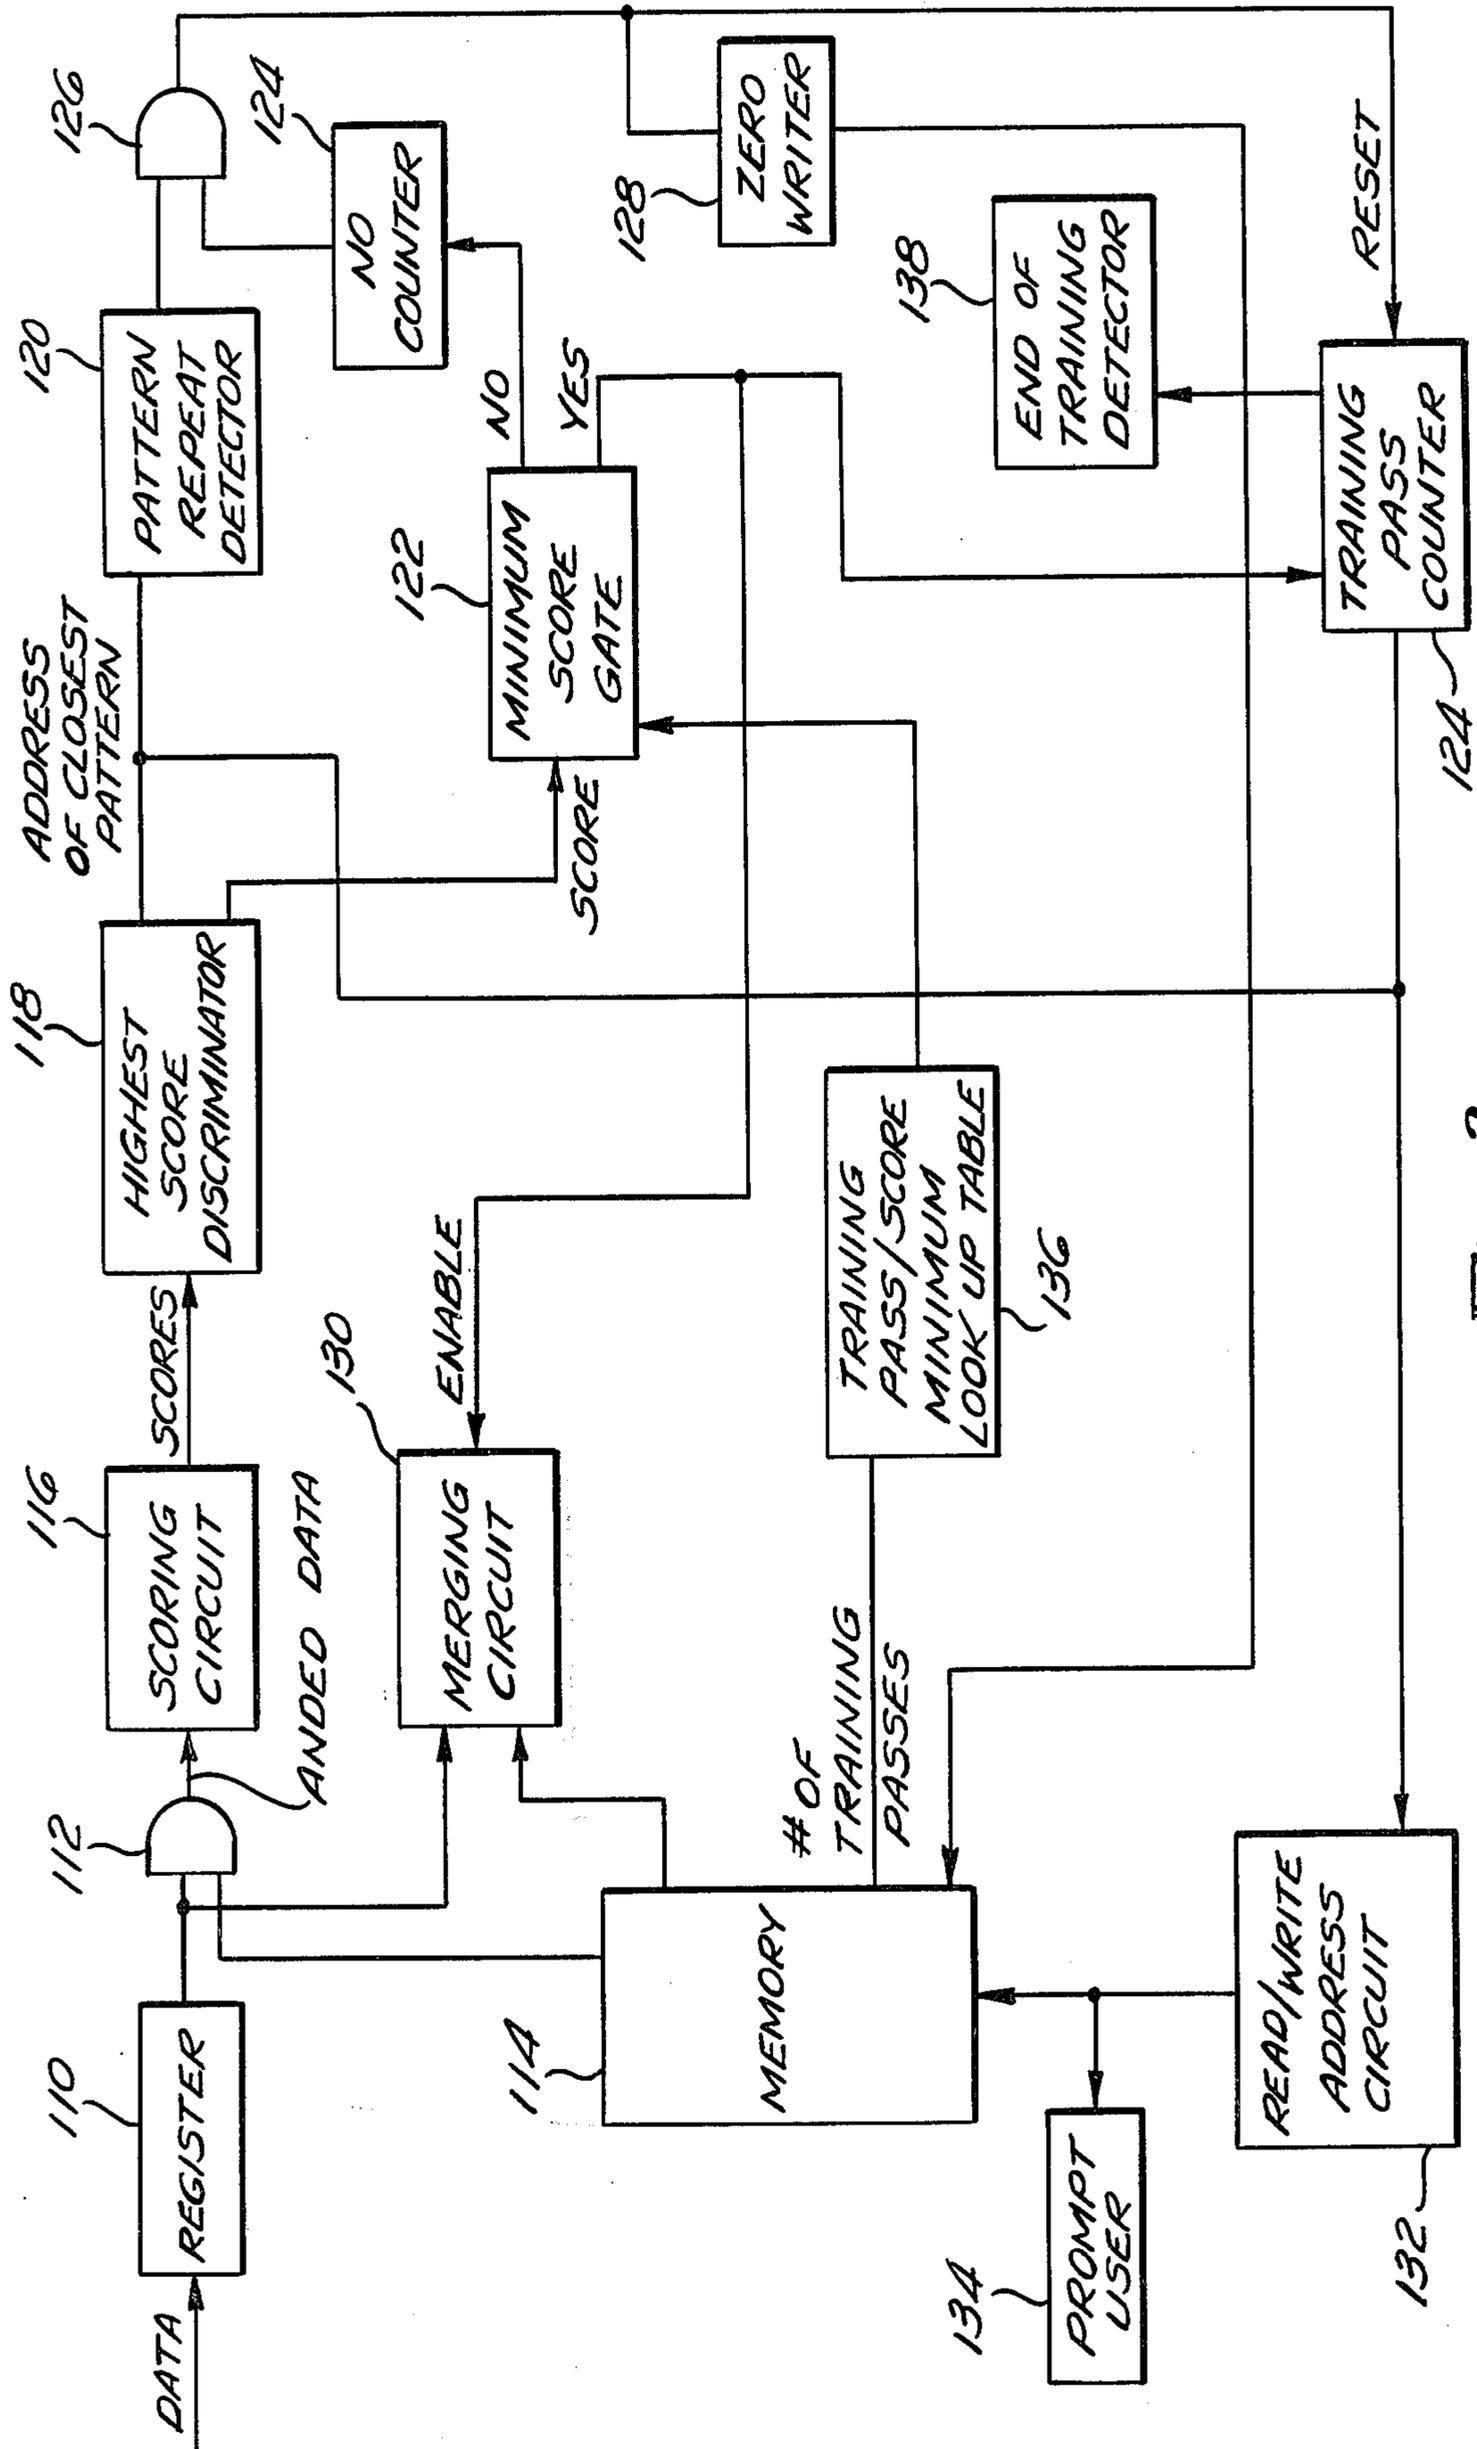 DATA
110
REGISTER
112
ANDED DATA
116
SCORING
CIRCUIT
SCORES
118
HIGHEST
SCORE
DISCRIMINATOR
ADDRESS
OF CLOSEST
PATTERN
120
PATTERN
REPEAT
DETECTOR
126
124
NO
COUNTER
130
MERGING
CIRCUIT
ENABLE
SCORE
122
MINIMUM
SCORE
GATE
NO
YES
128
ZERO
WRITER
114
MEMORY
# OF
TRAINING
PASSES
TRAINING
PASS/SCORE
MINIMUM
LOOK UP TABLE
136
138
END OF
TRAINING
DETECTOR
134
PROMPT
USER
READ/WRITE
ADDRESS
CIRCUIT
132
TRAINING
PASS
COUNTER
124
RESET